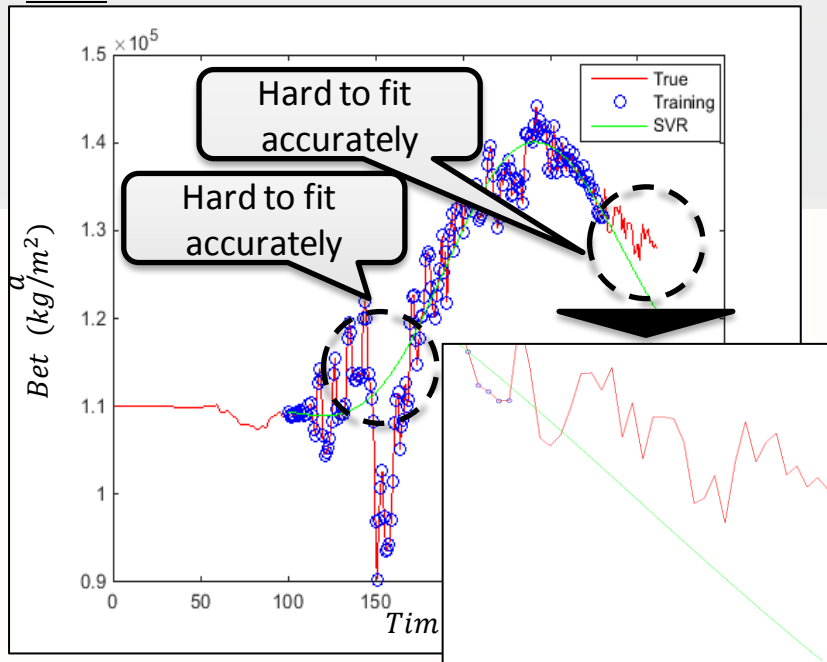 ×10⁵
1.5
1.4
1.3
1.2
1.1
1
0.9
0
50
100
150
True
Training
SVR
Hard to fit
accurately
Hard to fit
accurately
Bet a (kg/m²)
Tim